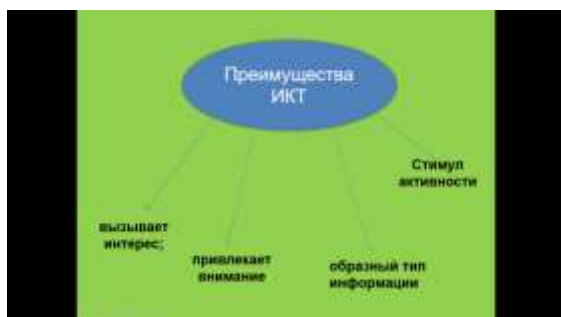 Преимущества
ИКТ
Стимул
активности
вызывает
интерес;
привлекает
внимание
образный тип
информации